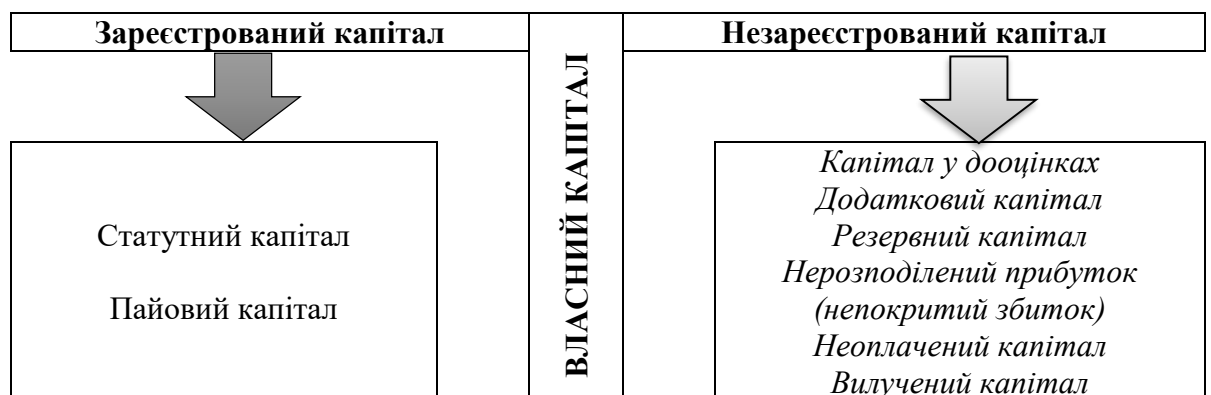 Зареєстрований капітал
Незареєстрований капітал
ВЛАСНИЙ КАПІТАЛ
Статутний капітал
Пайовий капітал
Капітал у дооцінках
Додатковий капітал
Резервний капітал
Нерозподілений прибуток
(непокритий збиток)
Неоплачений капітал
Вилучений капітал